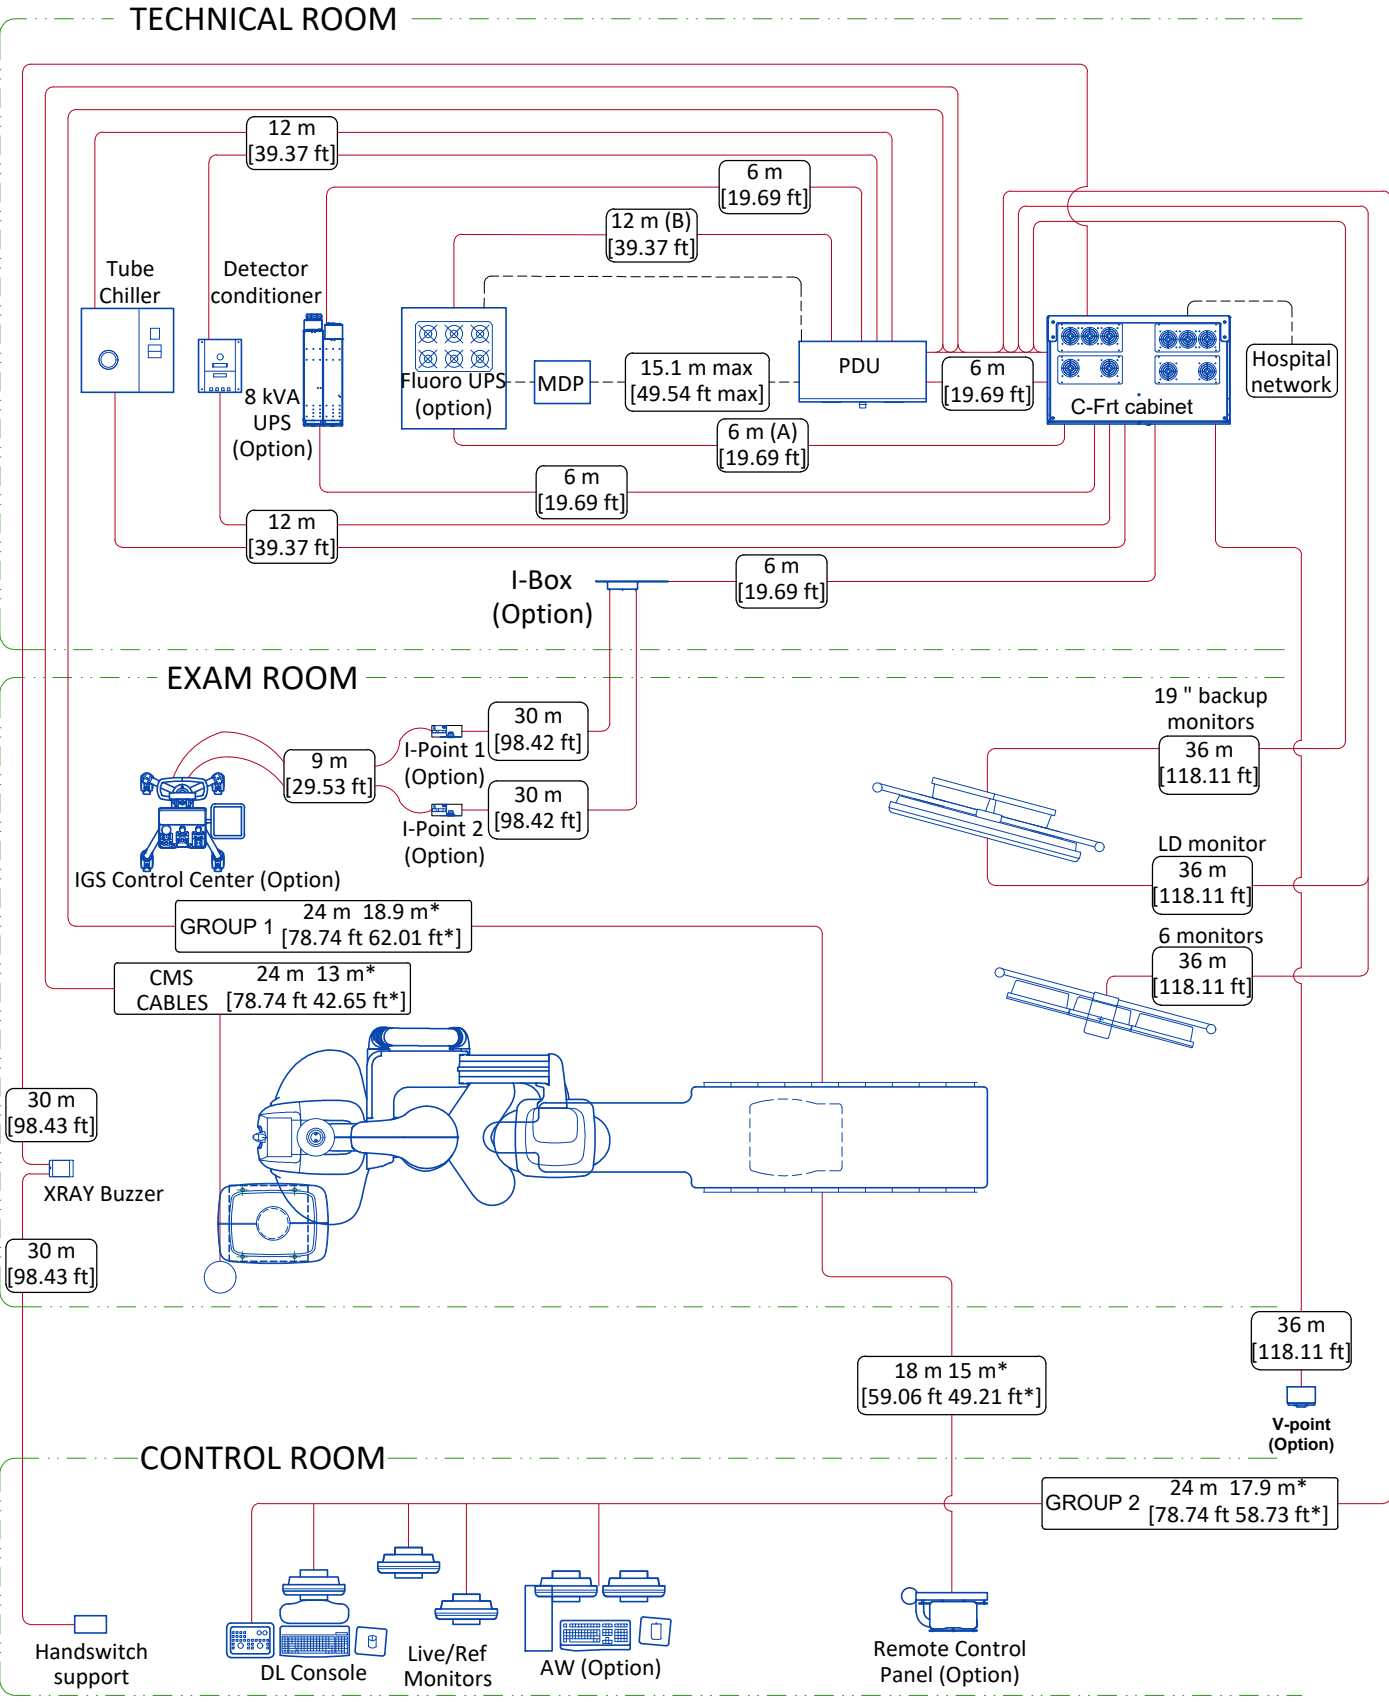 TECHNICAL ROOM
12 m
[39.37 ft]
6 m
[19.69 ft]
12 m (B)
[39.37 ft]
Tube
Chiller
Detector
conditioner
8 kVA
UPS
(Option)
Fluoro UPS
(option)
MDP
15.1 m max
[49.54 ft max]
PDU
6 m
[19.69 ft]
C-Frt cabinet
Hospital
network
6 m (A)
[19.69 ft]
6 m
[19.69 ft]
12 m
[39.37 ft]
I-Box
(Option)
6 m
[19.69 ft]
EXAM ROOM
19 " backup
monitors
36 m
[118.11 ft]
30 m
[98.42 ft]
I-Point 1
(Option)
9 m
[29.53 ft]
30 m
[98.42 ft]
I-Point 2
(Option)
IGS Control Center (Option)
LD monitor
36 m
[118.11 ft]
GROUP 1 24 m 18.9 m*
[78.74 ft 62.01 ft*]
6 monitors
36 m
[118.11 ft]
CMS
CABLES
24 m 13 m*
[78.74 ft 42.65 ft*]
30 m
[98.43 ft]
XRAY Buzzer
30 m
[98.43 ft]
36 m
[118.11 ft]
18 m 15 m*
[59.06 ft 49.21 ft*]
V-point
(Option)
CONTROL ROOM
GROUP 2 24 m 17.9 m*
[78.74 ft 58.73 ft*]
Handswitch
support
DL Console
Live/Ref
Monitors
AW (Option)
Remote Control
Panel (Option)